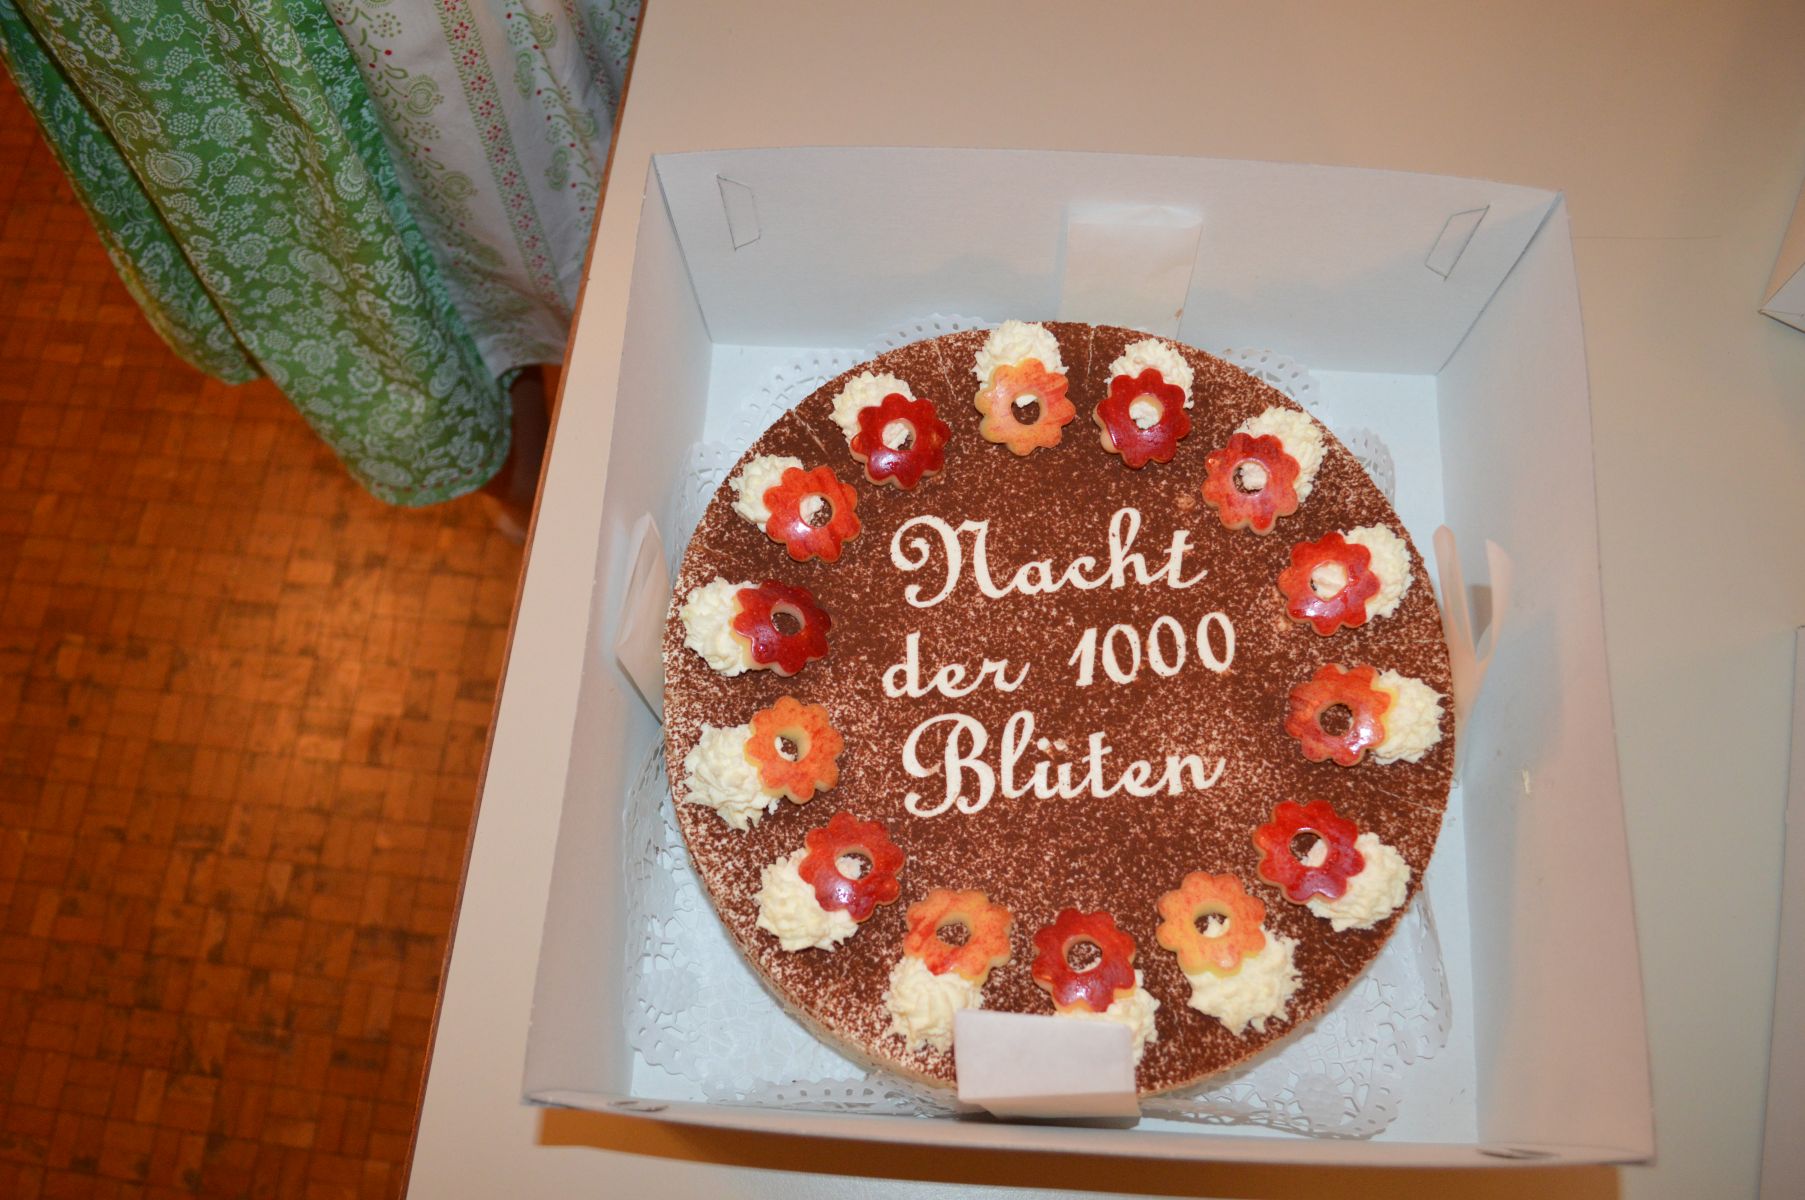 Nacht
der 1000
Blüten